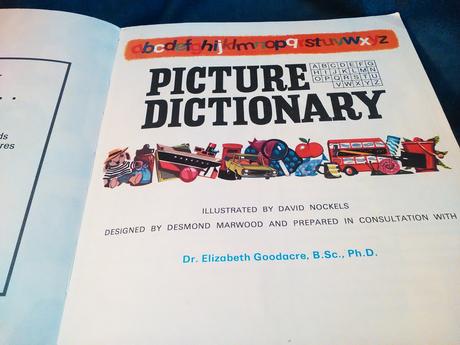 abcdefghijklmnopqrstuvwxyz
PICTURE
ABCDEFG
HIJKLMN
OPQRSTU
VWXYZ
DICTIONARY
ILLUSTRATED BY DAVID NOCKELS
DESIGNED BY DESMOND MARWOOD AND PREPARED IN CONSULTATION WITH
Dr. Elizabeth Goodacre, B.Sc., Ph.D.